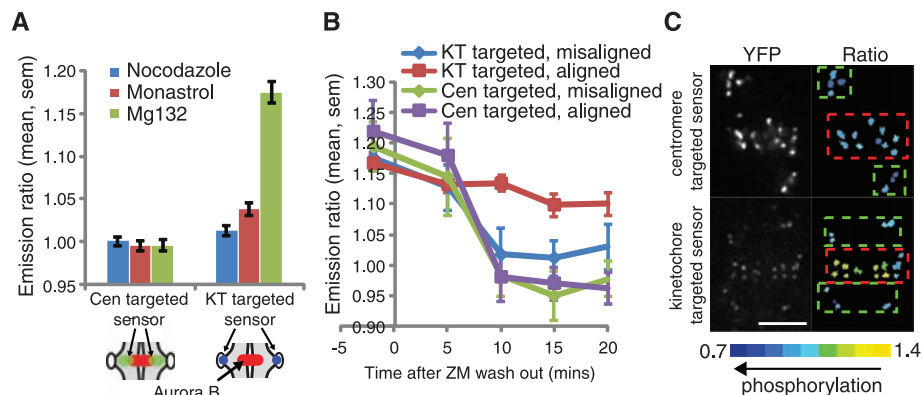 A
Nocodazole
Monastrol
Mg132
Emission ratio (mean, sem)
1.20
1.15
1.10
1.05
1.00
0.95
Cen targeted sensor
KT targeted sensor
Aurora B
B
KT targeted, misaligned
KT targeted, aligned
Cen targeted, misaligned
Cen targeted, aligned
Emission ratio (mean, sem)
1.30
1.25
1.20
1.15
1.10
1.05
1.00
0.95
0.90
-5 0 5 10 15 20
Time after ZM wash out (mins)
C
YFP Ratio
centromere targeted sensor
kinetochore targeted sensor
0.7 1.4
phosphorylation